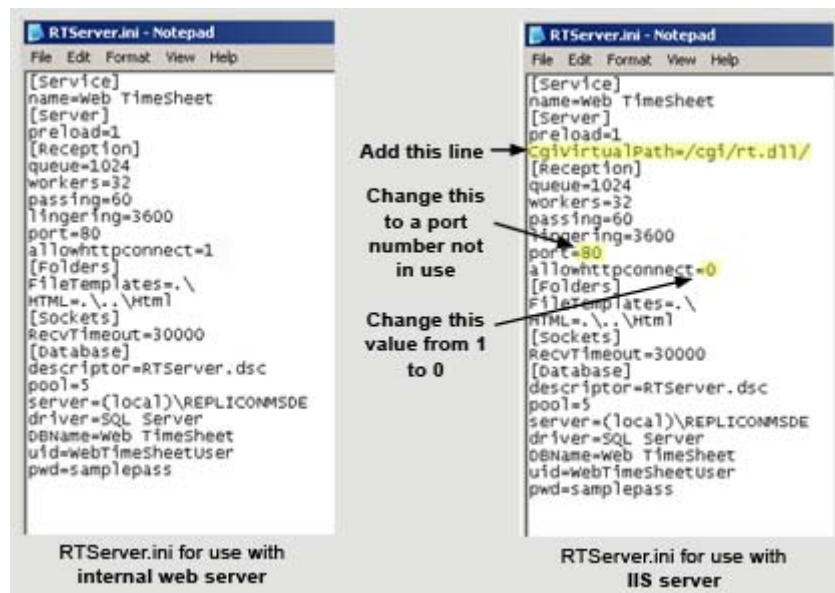 RTServer.ini - Notepad
File Edit Format View Help
[Service]
name=Web TimeSheet
[Server]
preload=1
[Reception]
queue=1024
workers=32
passing=60
lingering=3600
port=80
allowhttpconnect=1
[Folders]
FileTemplates=.\
HTML=.\..\Html
[Sockets]
RecvTimeout=30000
[Database]
descriptor=RTServer.dsc
pool=5
server=(local)\REPLICONMSDE
driver=SQL Server
DBName=Web TimeSheet
uid=WebTimeSheetUser
pwd=samplepass
RTServer.ini for use with
internal web server
Add this line
Change this
to a port
number not
in use
Change this
value from 1
to 0
RTServer.ini - Notepad
File Edit Format View Help
[Service]
name=Web TimeSheet
[Server]
preload=1
CgiVirtualPath=/cgi/rt.dll/
[Reception]
queue=1024
workers=32
passing=60
lingering=3600
port=80
allowhttpconnect=0
[Folders]
FileTemplates=.\
HTML=.\..\Html
[Sockets]
RecvTimeout=30000
[Database]
descriptor=RTServer.dsc
pool=5
server=(local)\REPLICONMSDE
driver=SQL Server
DBName=Web TimeSheet
uid=WebTimeSheetUser
pwd=samplepass
RTServer.ini for use with
IIS server